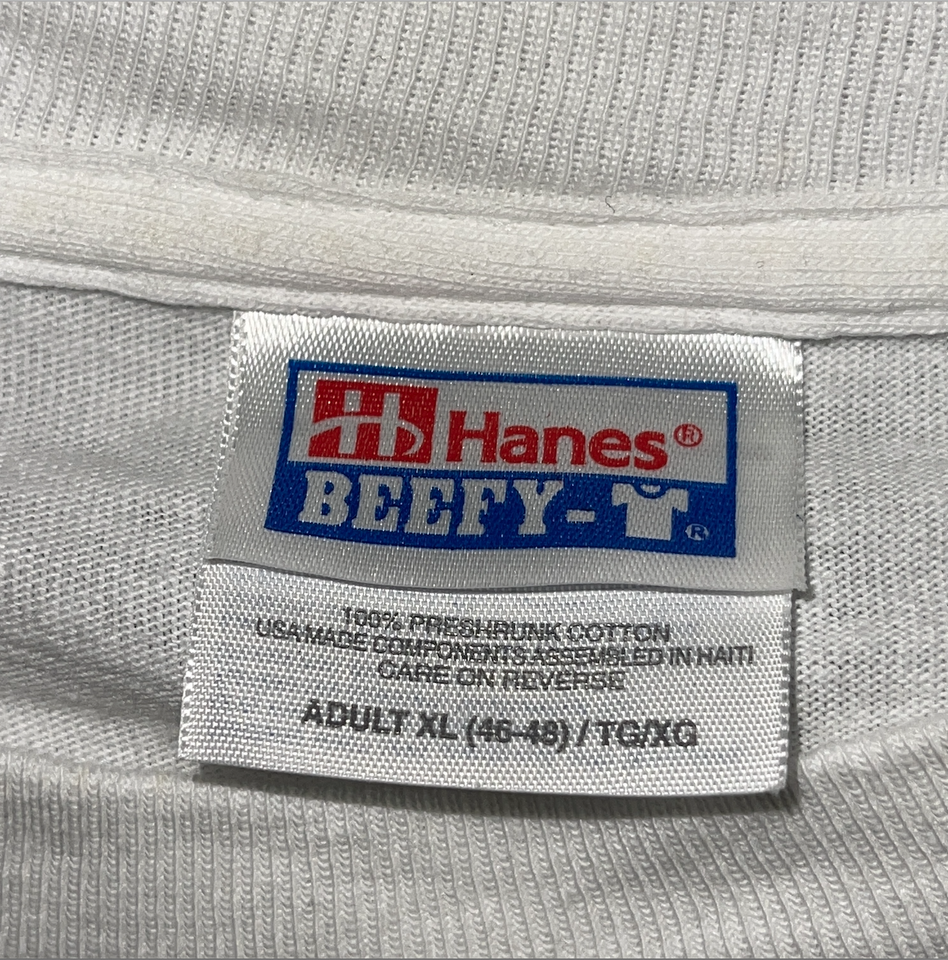 H Hanes®
BEEFY-®
100% PRESHRUNK COTTON
USA MADE COMPONENTS ASSEMBLED IN HAITI
CARE ON REVERSE
ADULT XL (46-48) / TG/XG